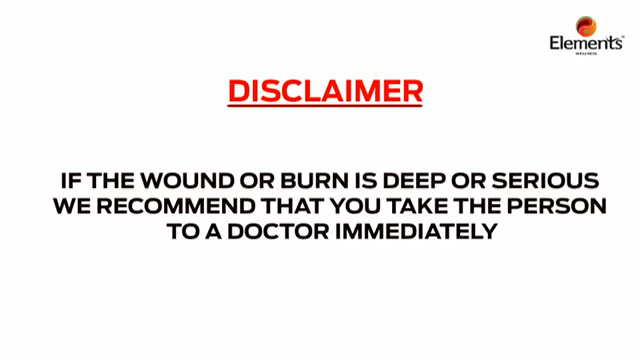 Elements
WELLNESS
DISCLAIMER
IF THE WOUND OR BURN IS DEEP OR SERIOUS
WE RECOMMEND THAT YOU TAKE THE PERSON
TO A DOCTOR IMMEDIATELY